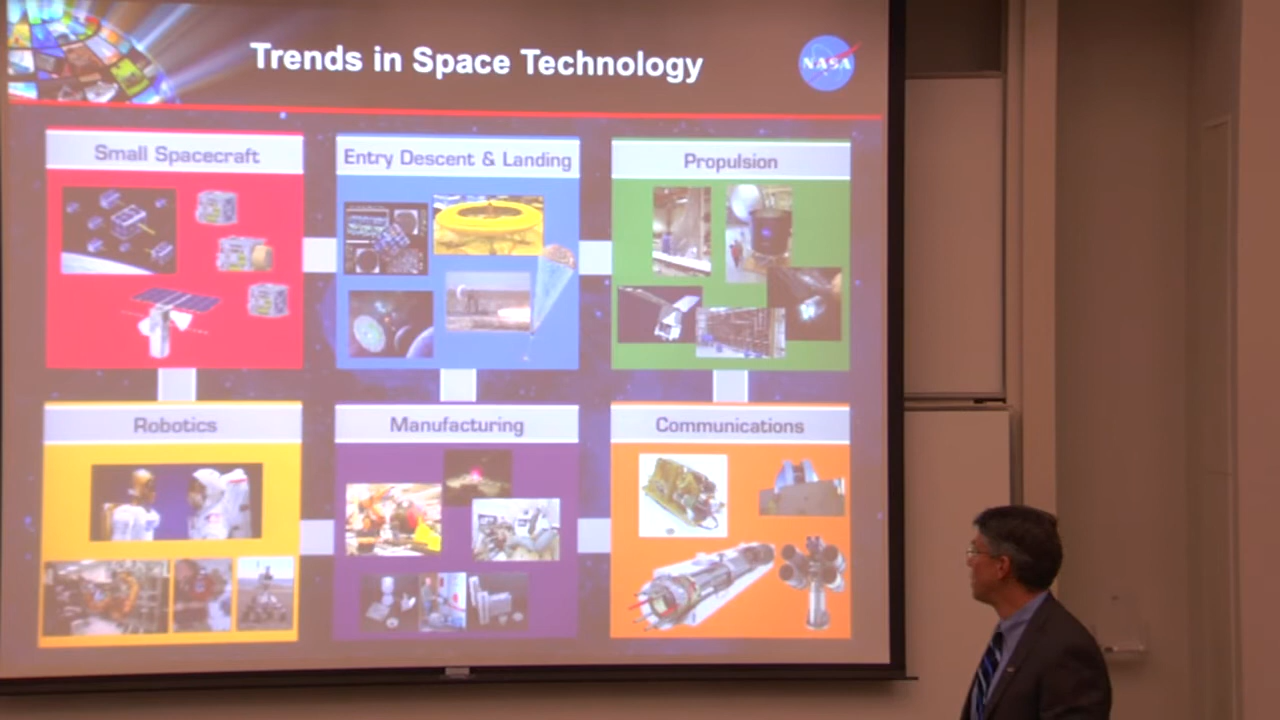 Trends in Space Technology
NASA
Small Spacecraft
Entry Descent & Landing
Propulsion
Robotics
Manufacturing
Communications